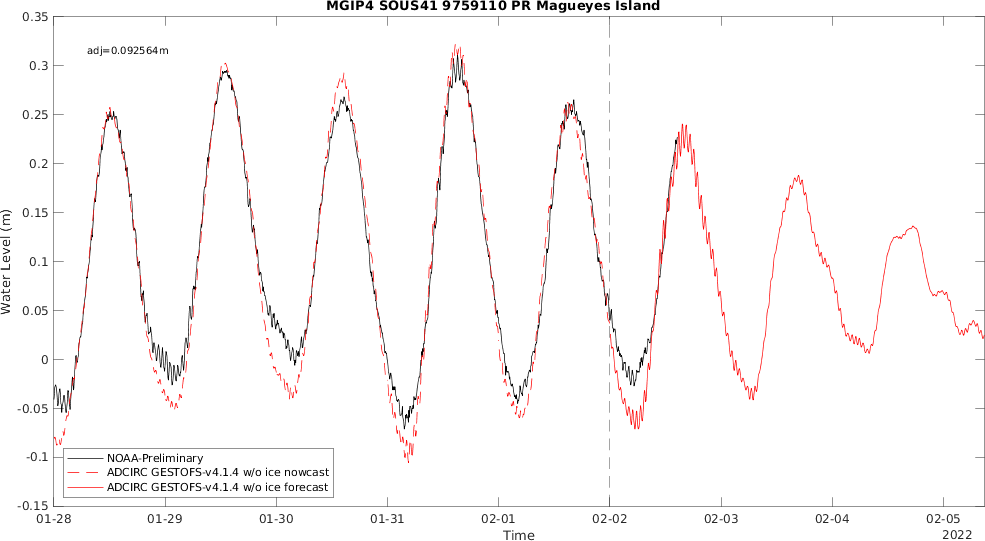 MGIP4 SOUS41 9759110 PR Magueyes Island
adj=0.092564m
0.35
0.3
0.25
0.2
0.15
0.1
0.05
0
-0.05
-0.1
-0.15
Water Level (m)
NOAA-Preliminary
ADCIRC GESTOFS-v4.1.4 w/o ice nowcast
ADCIRC GESTOFS-v4.1.4 w/o ice forecast
01-28 01-29 01-30 01-31 02-01 02-02 02-03 02-04 02-05
Time
2022